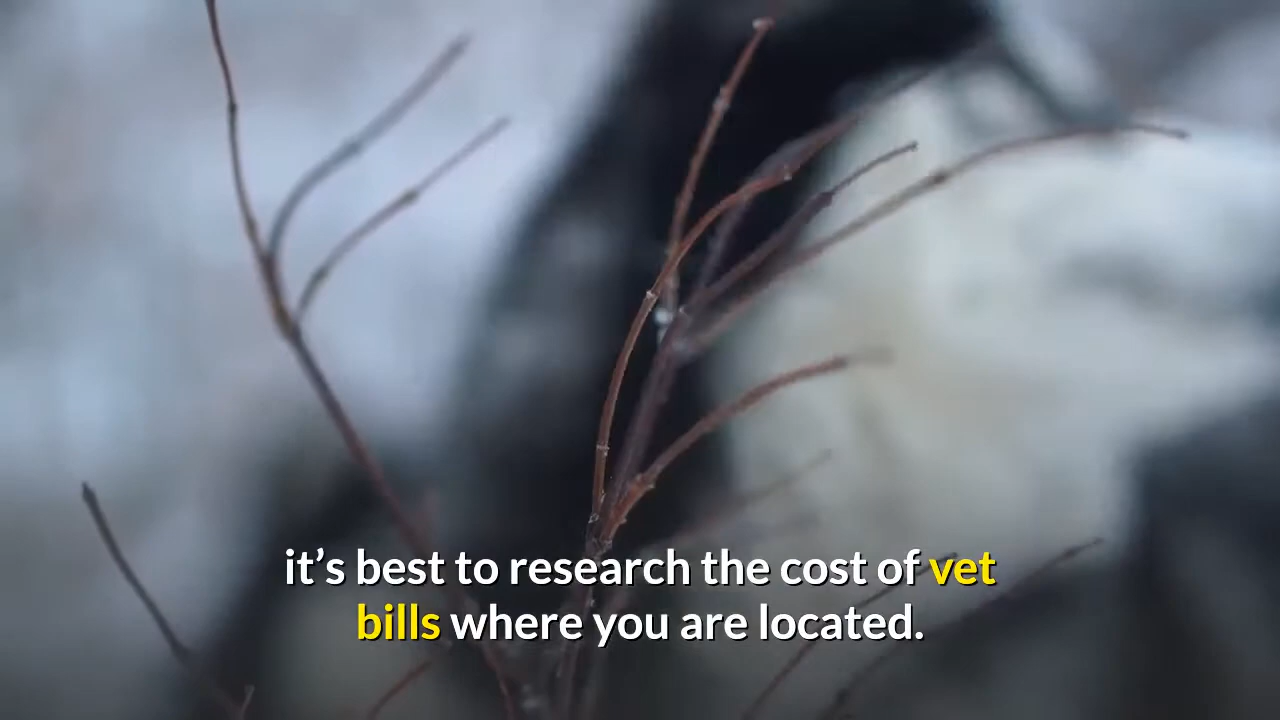 it’s best to research the cost of vet
bills where you are located.